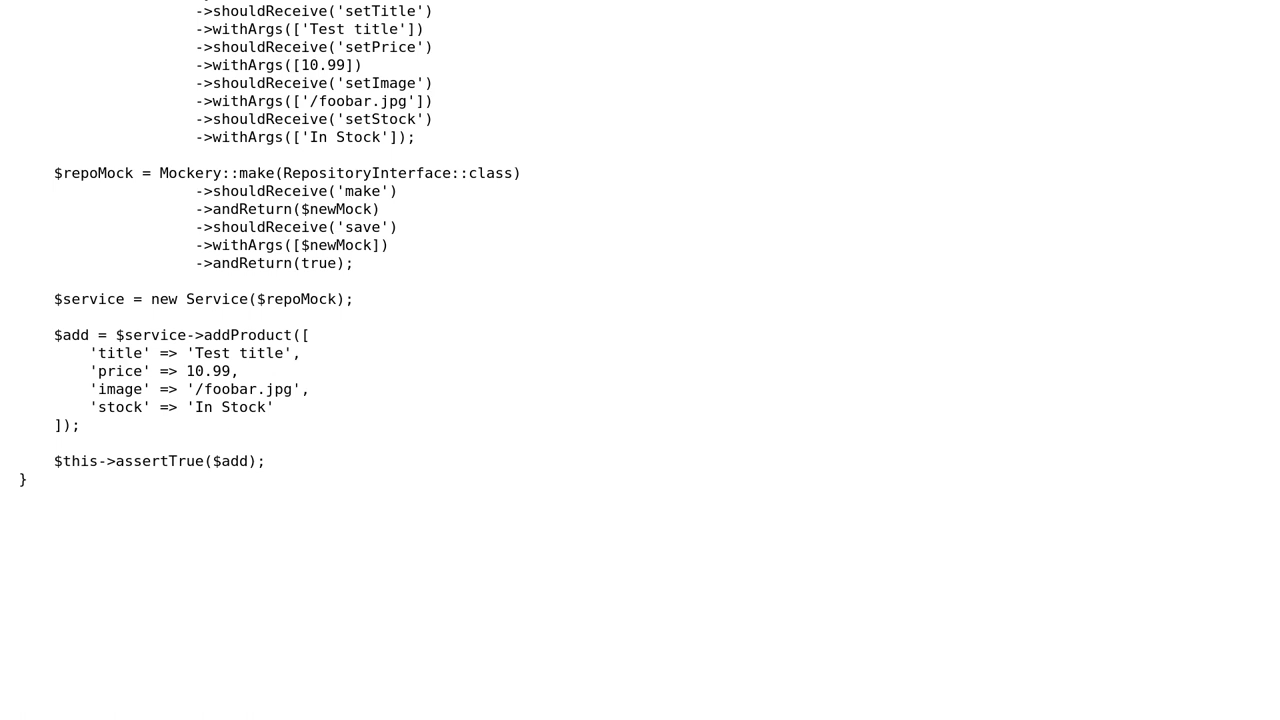 ->shouldReceive('setTitle')
->withArgs(['Test title'])
->shouldReceive('setPrice')
->withArgs([10.99])
->shouldReceive('setImage')
->withArgs(['/foobar.jpg'])
->shouldReceive('setStock')
->withArgs(['In Stock']);
$repoMock = Mockery::make(RepositoryInterface::class)
->shouldReceive('make')
->andReturn($newMock)
->shouldReceive('save')
->withArgs([$newMock])
->andReturn(true);
$service = new Service($repoMock);
$add = $service->addProduct([
'title' => 'Test title',
'price' => 10.99,
'image' => '/foobar.jpg',
'stock' => 'In Stock'
]);
$this->assertTrue($add);
}